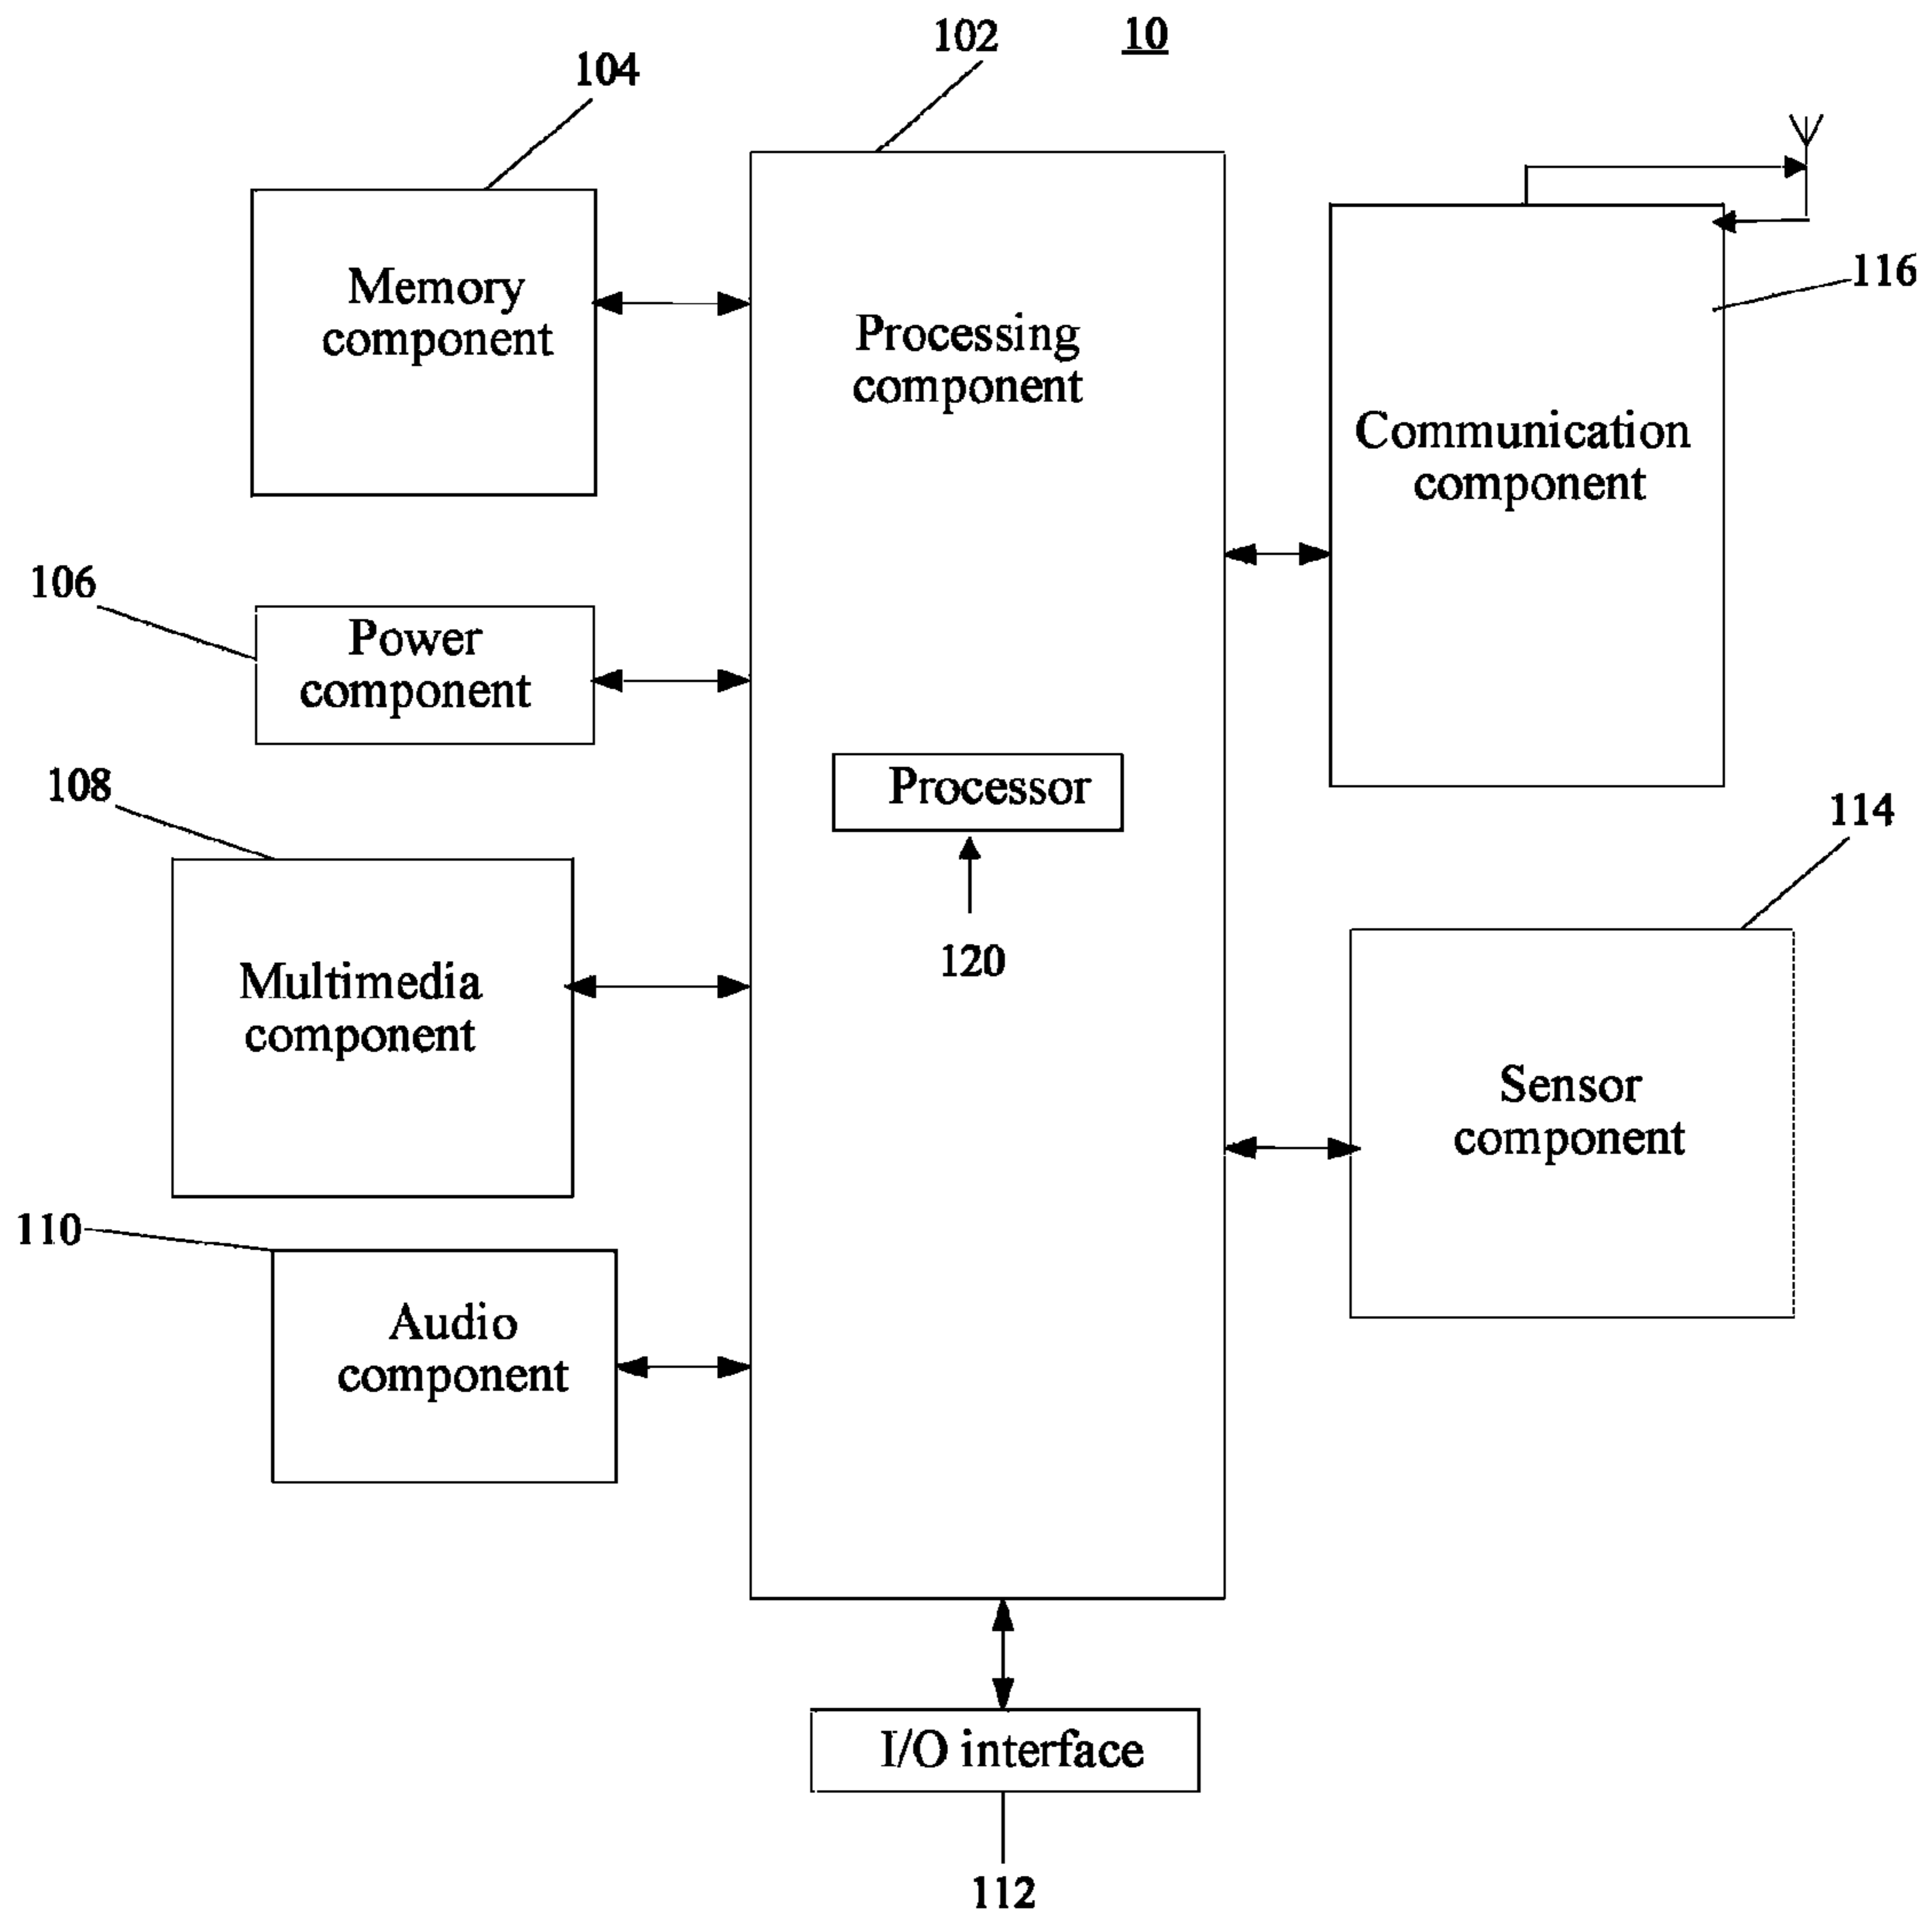 102
10
104
116
Memory
component
Processing
component
Communication
component
106
Power
component
108
Processor
114
120
Multimedia
component
Sensor
component
110
Audio
component
I/O interface
112